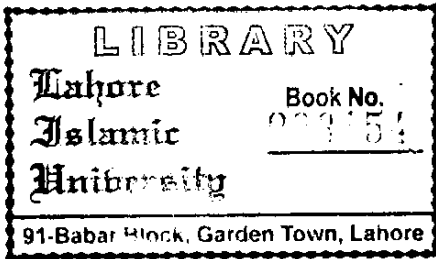 LIBRARY
Lahore
Islamic
University
Book No.
91-Babar Block, Garden Town, Lahore